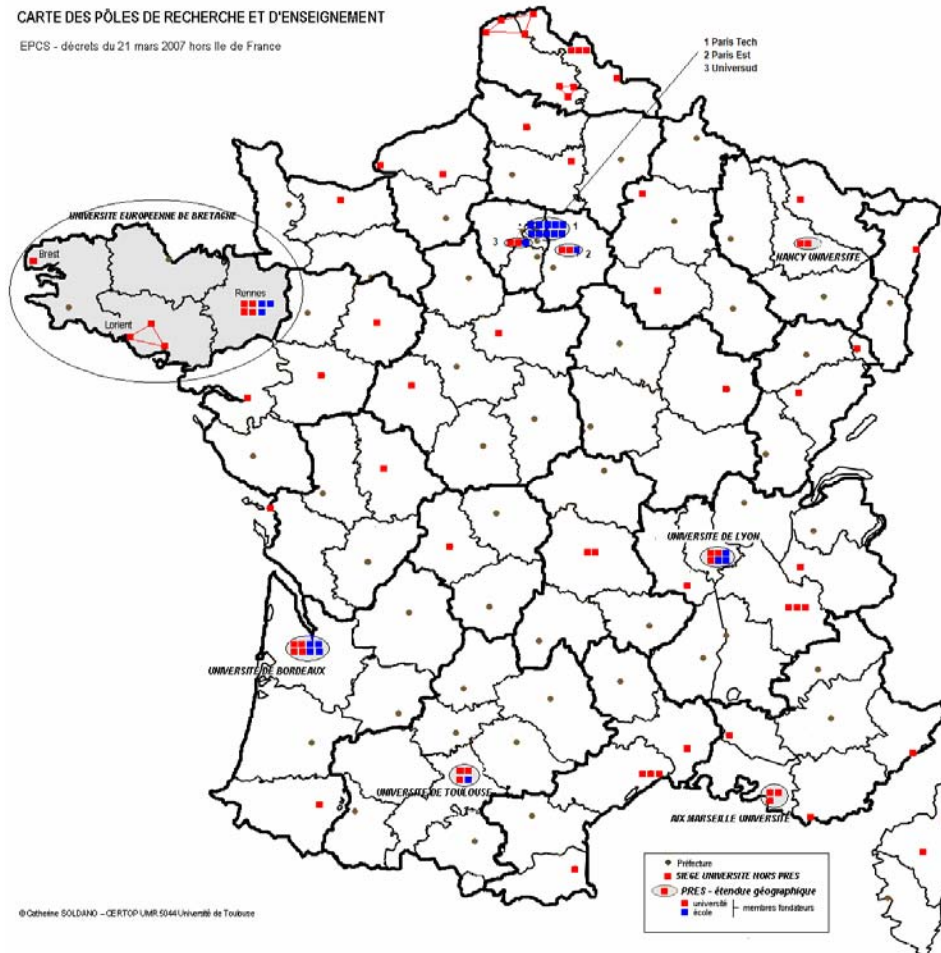 CARTE DES PÔLES DE RECHERCHE ET D'ENSEIGNEMENT
EPCS - décrets du 21 mars 2007 hors Ile de France
1 Paris Tech
2 Paris Est
3 Universud
UNIVERSITE EUROPEENNE DE BRETAGNE
Brest
Rennes
Lorient
1
3
2
NANCY UNIVERSITÉ
UNIVERSITE DE LYON
UNIVERSITÉ DE BORDEAUX
UNIVERSITE DE TOULOUSE
AIX MARSEILLE UNIVERSITÉ
Préfecture
SIEGE UNIVERSITE HORS PRES
PRES - étendue géographique
université
école
membres fondateurs
© Catherine SOLDANO – CERTOP UMR 5044 Université de Toulouse